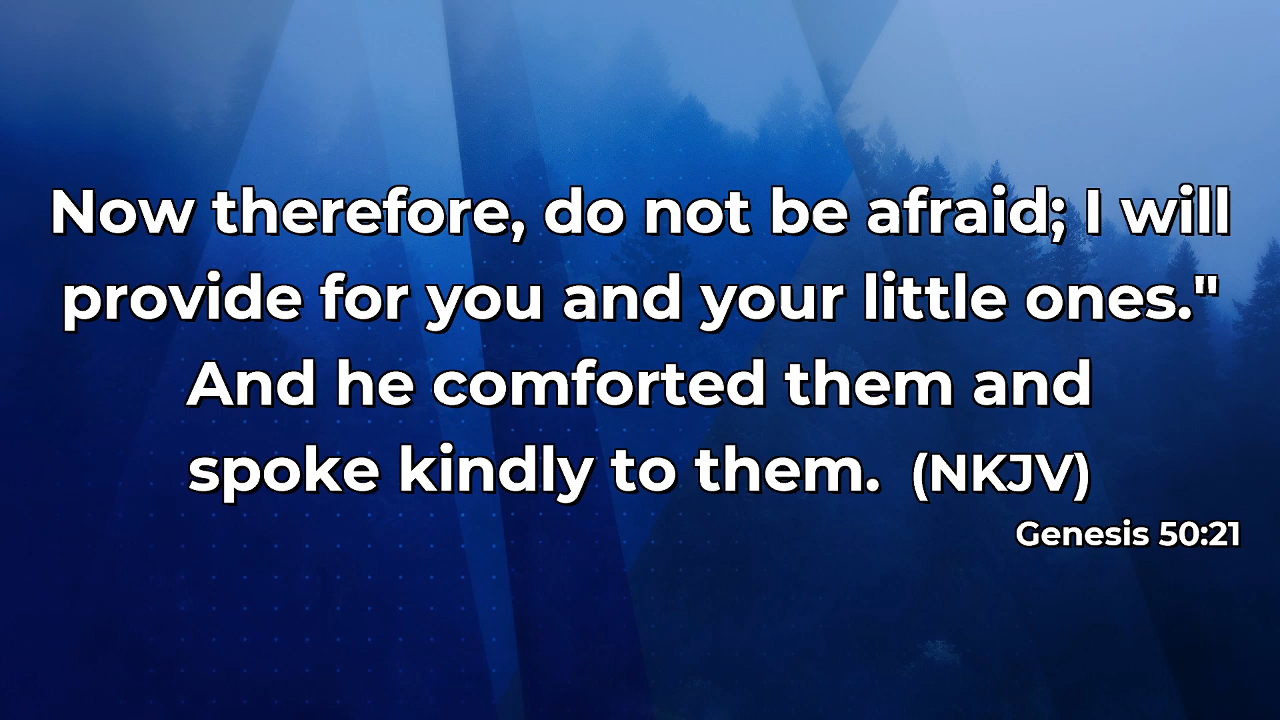 Now therefore, do not be afraid; I will
provide for you and your little ones."
And he comforted them and
spoke kindly to them. (NKJV)
Genesis 50:21